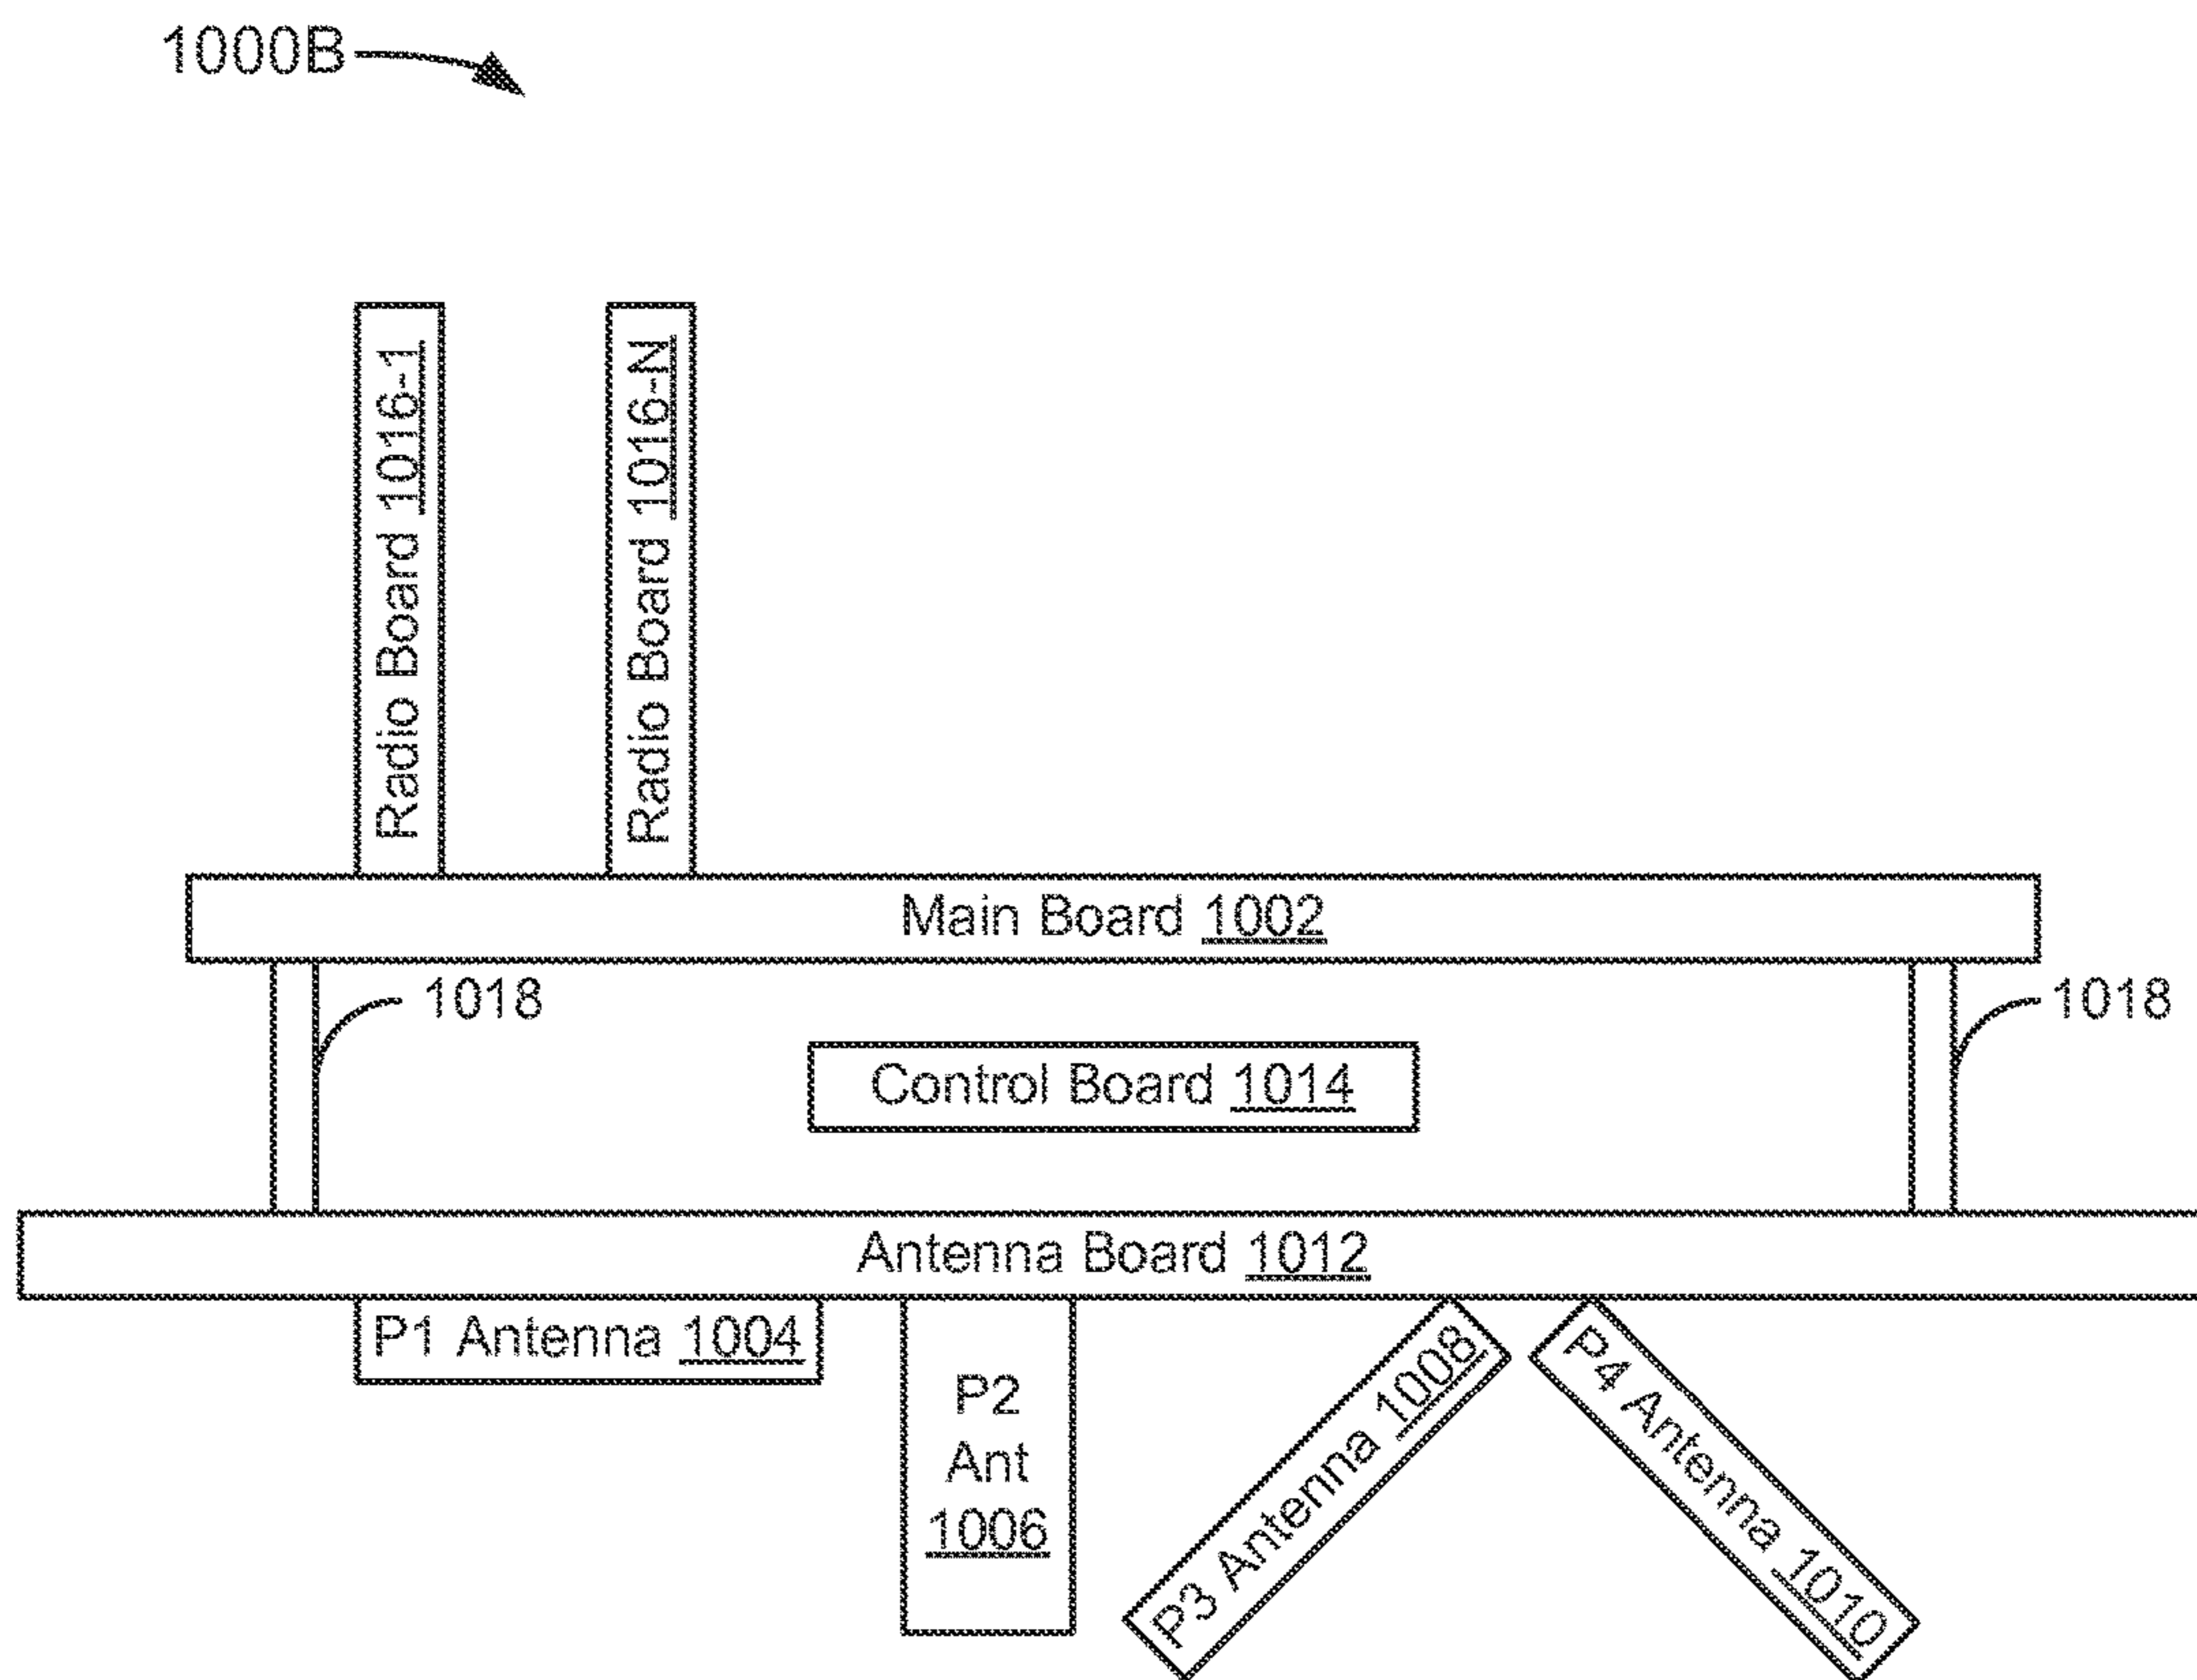 1000B
Radio Board 1016-1
Radio Board 1016-N
Main Board 1002
1018
1018
Control Board 1014
Antenna Board 1012
P1 Antenna 1004
P2
Ant
1006
P3 Antenna 1008
P4 Antenna 1010